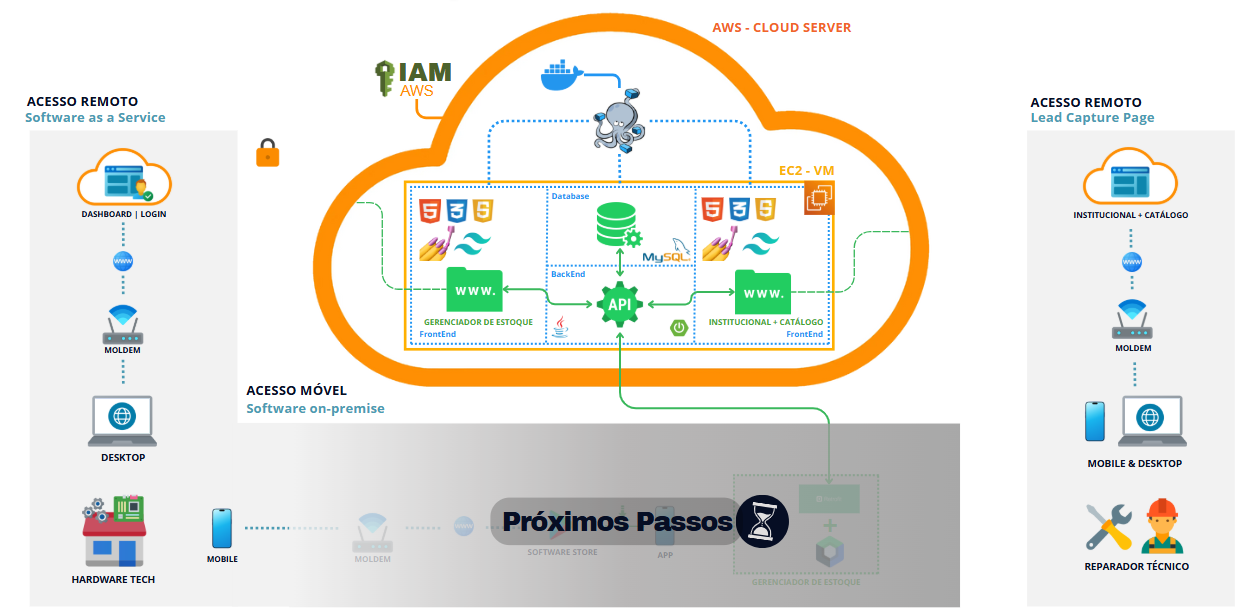 AWS - CLOUD SERVER
IAM
AWS
ACESSO REMOTO
Software as a Service
DASHBOARD | LOGIN
WWW
MOLDEM
DESKTOP
HARDWARE TECH
EC2 - VM
Database
MySQL
BackEnd
API
www.
GERENCIADOR DE ESTOQUE
FrontEnd
www.
INSTITUCIONAL + CATÁLOGO
FrontEnd
ACESSO MÓVEL
Software on-premise
MOBILE
MOLDEM
WWW
Próximos Passos
SOFTWARE STORE
APP
+
GERENCIADOR DE ESTOQUE
ACESSO REMOTO
Lead Capture Page
INSTITUCIONAL + CATÁLOGO
WWW
MOLDEM
MOBILE & DESKTOP
REPARADOR TÉCNICO